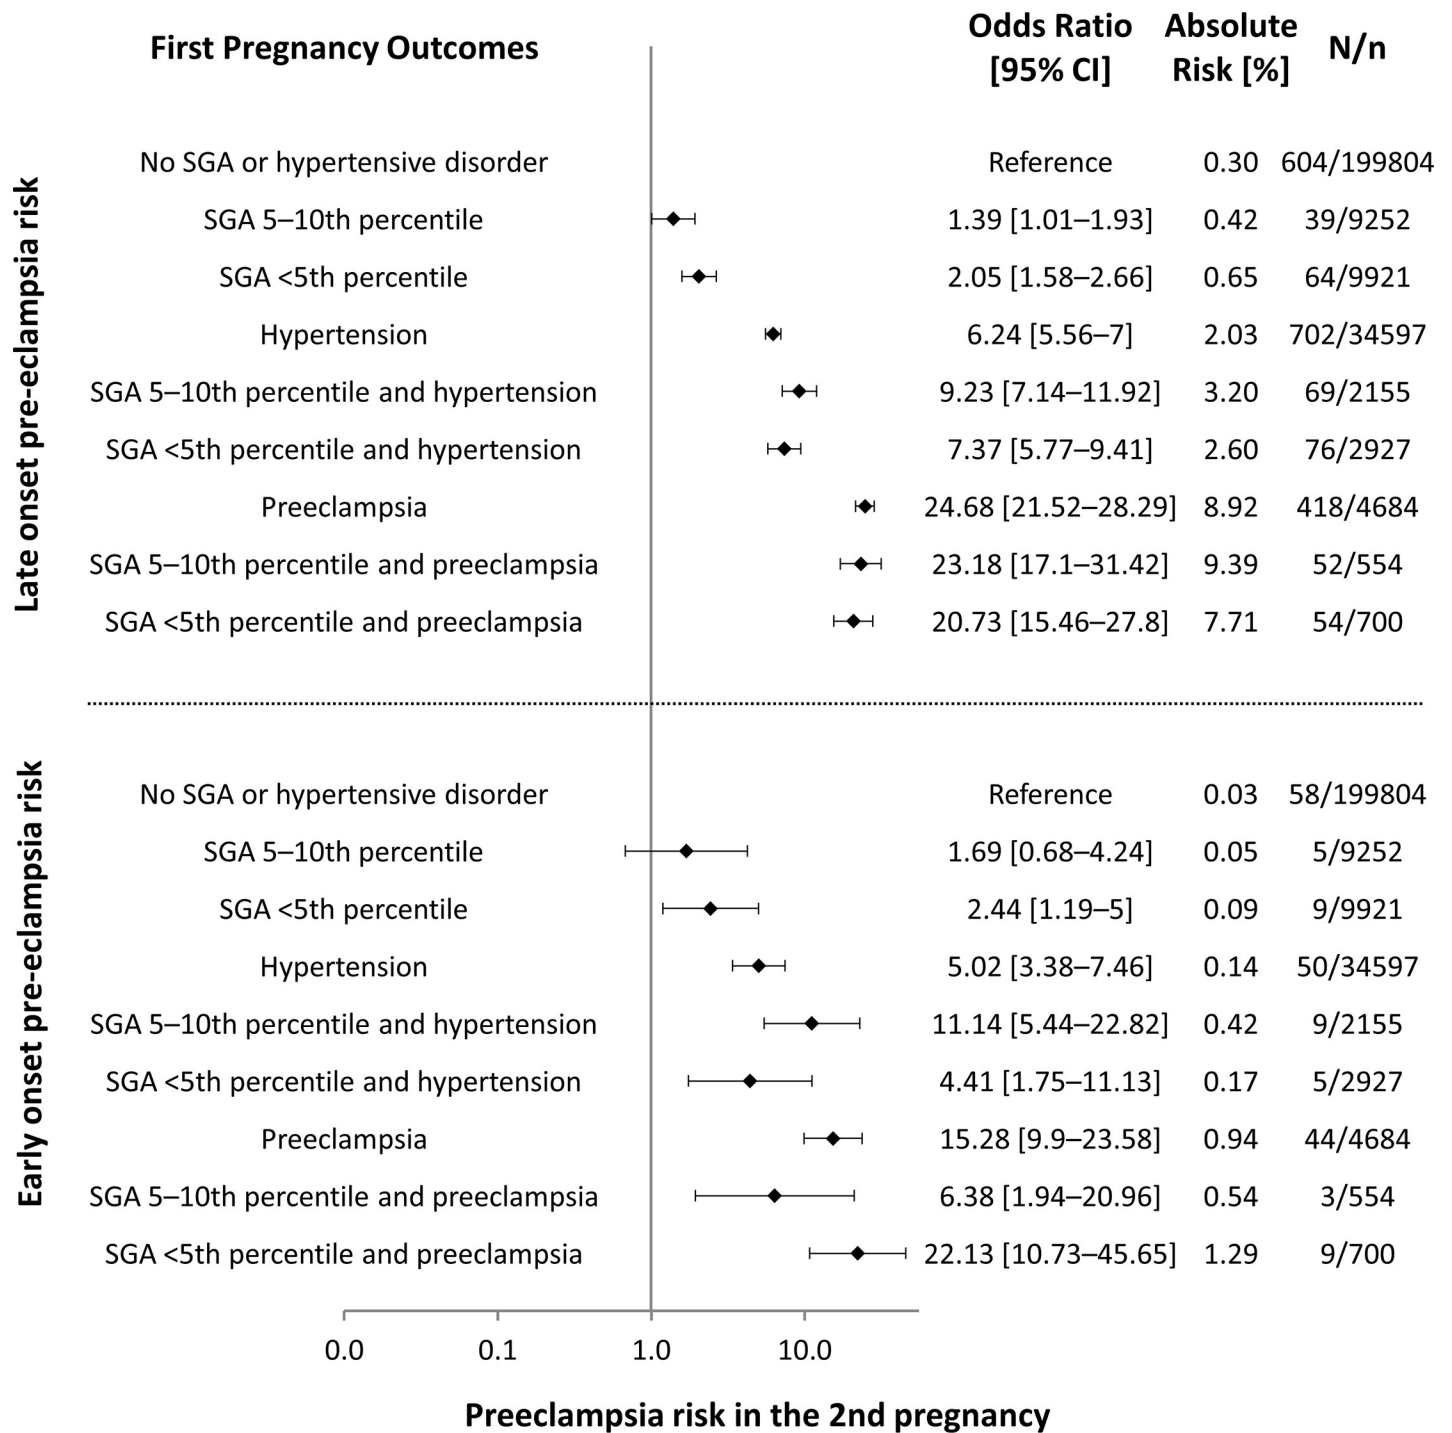 First Pregnancy Outcomes
Odds Ratio [95% CI]
Absolute Risk [%]
N/n
Late onset pre-eclampsia risk
No SGA or hypertensive disorder Reference 0.30 604/199804
SGA 5–10th percentile 1.39 [1.01–1.93] 0.42 39/9252
SGA <5th percentile 2.05 [1.58–2.66] 0.65 64/9921
Hypertension 6.24 [5.56–7] 2.03 702/34597
SGA 5–10th percentile and hypertension 9.23 [7.14–11.92] 3.20 69/2155
SGA <5th percentile and hypertension 7.37 [5.77–9.41] 2.60 76/2927
Preeclampsia 24.68 [21.52–28.29] 8.92 418/4684
SGA 5–10th percentile and preeclampsia 23.18 [17.1–31.42] 9.39 52/554
SGA <5th percentile and preeclampsia 20.73 [15.46–27.8] 7.71 54/700
Early onset pre-eclampsia risk
No SGA or hypertensive disorder Reference 0.03 58/199804
SGA 5–10th percentile 1.69 [0.68–4.24] 0.05 5/9252
SGA <5th percentile 2.44 [1.19–5] 0.09 9/9921
Hypertension 5.02 [3.38–7.46] 0.14 50/34597
SGA 5–10th percentile and hypertension 11.14 [5.44–22.82] 0.42 9/2155
SGA <5th percentile and hypertension 4.41 [1.75–11.13] 0.17 5/2927
Preeclampsia 15.28 [9.9–23.58] 0.94 44/4684
SGA 5–10th percentile and preeclampsia 6.38 [1.94–20.96] 0.54 3/554
SGA <5th percentile and preeclampsia 22.13 [10.73–45.65] 1.29 9/700
0.0 0.1 1.0 10.0
Preeclampsia risk in the 2nd pregnancy